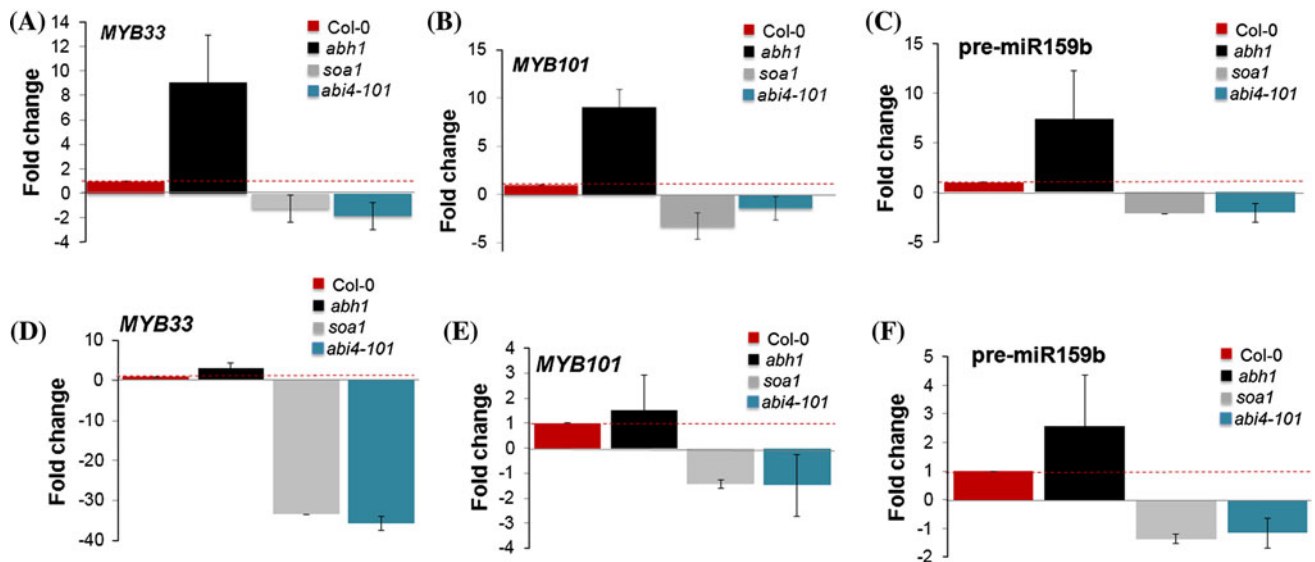 (A)
MYB33
Col-0
abh1
soa1
abi4-101
Fold change
14
12
10
8
6
4
2
0
-2
-4
(B)
MYB101
Col-0
abh1
soa1
abi4-101
Fold change
15
10
5
0
-5
(C)
pre-miR159b
Col-0
abh1
soa1
abi4-101
Fold change
15
10
5
0
-5
(D)
MYB33
Col-0
abh1
soa1
abi4-101
Fold change
10
0
-10
-20
-30
-40
(E)
MYB101
Col-0
abh1
soa1
abi4-101
Fold change
4
3
2
1
0
-1
-2
-3
-4
(F)
pre-miR159b
Col-0
abh1
soa1
abi4-101
Fold change
5
4
3
2
1
0
-1
-2